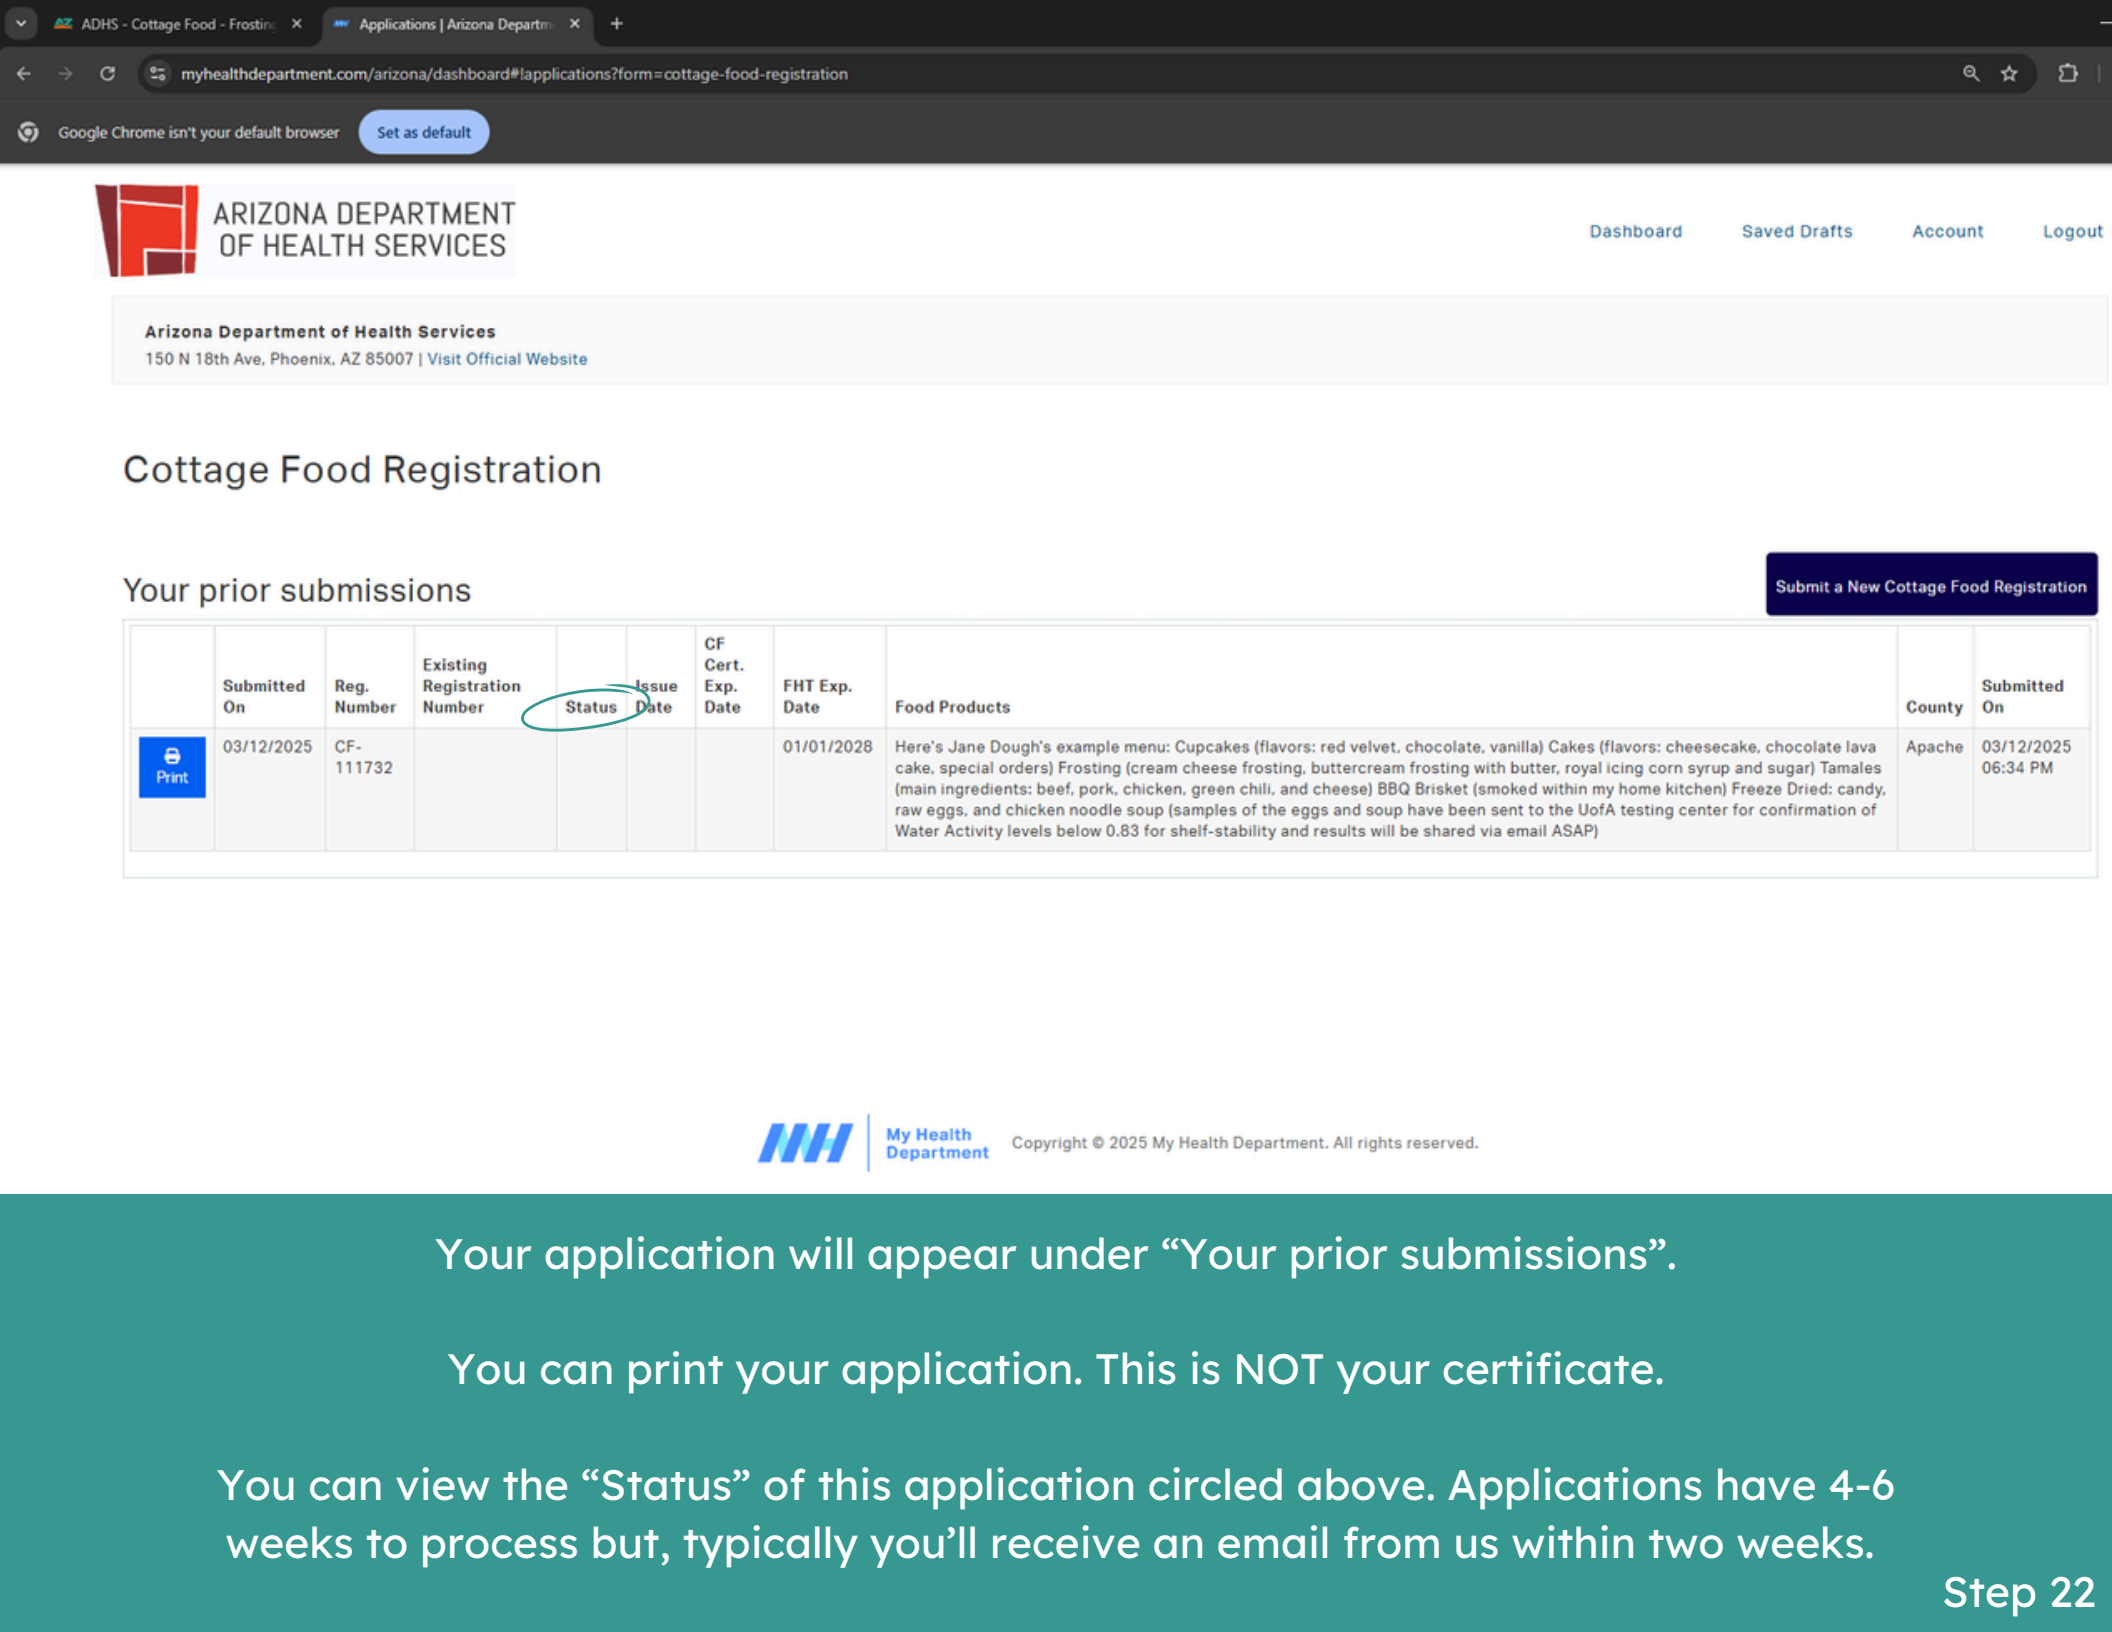 ADHS - Cottage Food - Frostin
Applications | Arizona Departm
myhealthdepartment.com/arizona/dashboard#!applications?form=cottage-food-registration
Google Chrome isn't your default browser
Set as default
ARIZONA DEPARTMENT
OF HEALTH SERVICES
Dashboard
Saved Drafts
Account
Logout
Arizona Department of Health Services
150 N 18th Ave, Phoenix, AZ 85007 | Visit Official Website
Cottage Food Registration
Your prior submissions
Submit a New Cottage Food Registration
Submitted On
Reg. Number
Existing Registration Number
Status
Issue Date
CF Cert. Exp. Date
FHT Exp. Date
Food Products
County
Submitted On
Print
03/12/2025
CF-
111732
01/01/2028
Here's Jane Dough's example menu: Cupcakes (flavors: red velvet, chocolate, vanilla) Cakes (flavors: cheesecake, chocolate lava
cake, special orders) Frosting (cream cheese frosting, buttercream frosting with butter, royal icing corn syrup and sugar) Tamales
(main ingredients: beef, pork, chicken, green chili, and cheese) BBQ Brisket (smoked within my home kitchen) Freeze Dried: candy,
raw eggs, and chicken noodle soup (samples of the eggs and soup have been sent to the UofA testing center for confirmation of
Water Activity levels below 0.83 for shelf-stability and results will be shared via email ASAP)
Apache
03/12/2025
06:34 PM
My Health
Department
Copyright © 2025 My Health Department. All rights reserved.
Your application will appear under “Your prior submissions”.
You can print your application. This is NOT your certificate.
You can view the “Status” of this application circled above. Applications have 4-6
weeks to process but, typically you’ll receive an email from us within two weeks.
Step 22